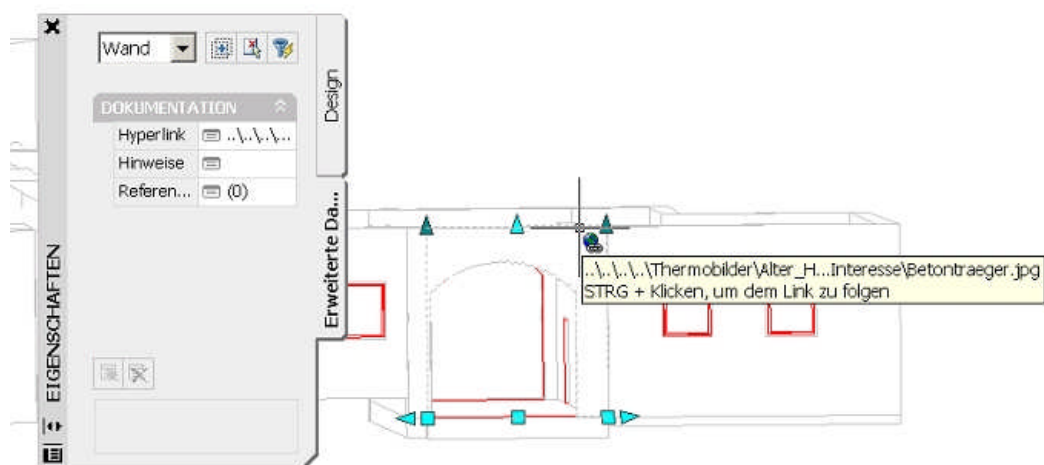 Wand
DOKUMENTATION
Hyperlink ..\..\..\...
Hinweise
Referen... (0)
Design
Erweiterte Da...
EIGENSCHAFTEN
..\..\..\..\Thermobilder\Alter_H...Interesse\Betontraeger.jpg
STRG + Klicken, um dem Link zu folgen